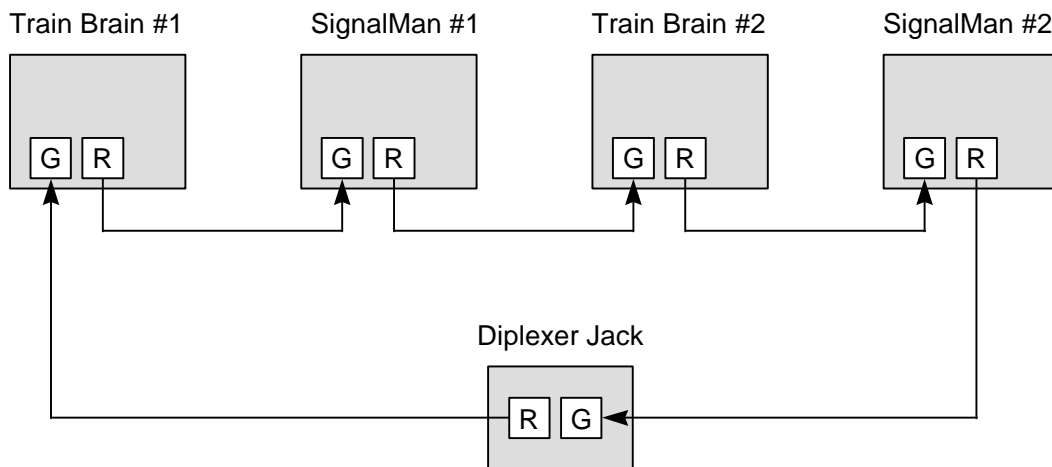 Train Brain #1 SignalMan #1 Train Brain #2 SignalMan #2
G R G R G R G R
Diplexer Jack
R G